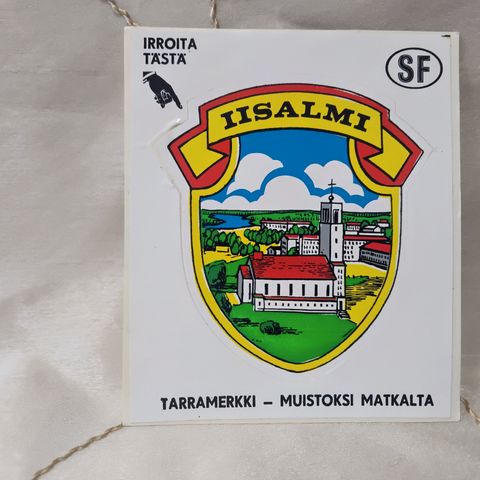 IRROITA
TÄSTÄ
SF
IISALMI
TARRAMERKKI – MUISTOKSI MATKALTA